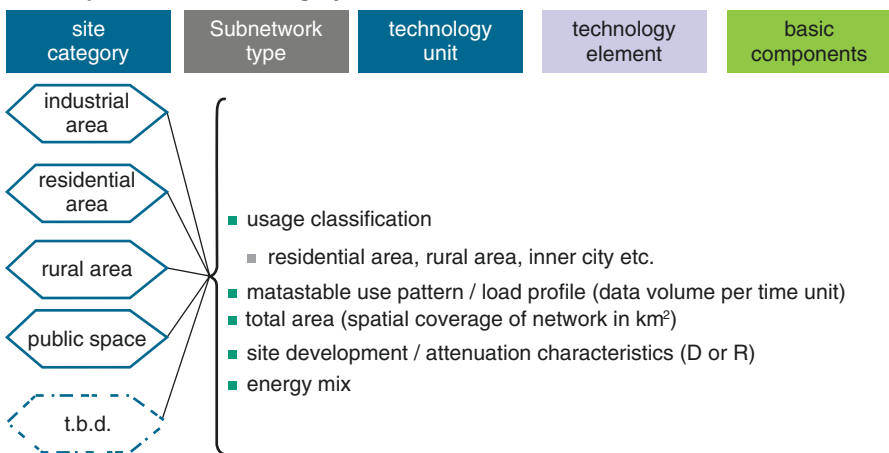 site
category
Subnetwork
type
technology
unit
technology
element
basic
components
industrial
area
residential
area
rural area
public space
t.b.d.
usage classification
residential area, rural area, inner city etc.
matastable use pattern / load profile (data volume per time unit)
total area (spatial coverage of network in km²)
site development / attenuation characteristics (D or R)
energy mix